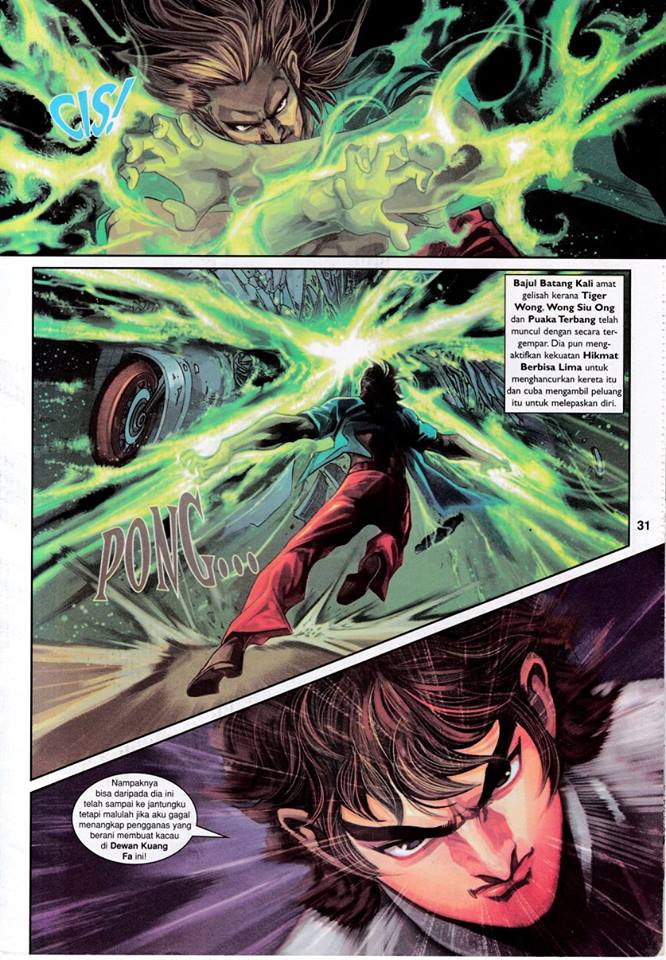 CIS!
Bajul Batang Kali amat
gelisah kerana Tiger
Wong, Wong Siu Ong
dan Puaka Terbang telah
muncul dengan secara ter-
gempar. Dia pun meng-
aktifkan kekuatan Hikmat
Berbisa Lima untuk
menghancurkan kereta itu
dan cuba mengambil peluang
itu untuk melepaskan diri.
PONG...
31
Nampaknya
bisa daripada dia ini
telah sampai ke jantungku
tetapi malulah jika aku gagal
menangkap pengganas yang
berani membuat kacau
di Dewan Kuang
Fa ini!